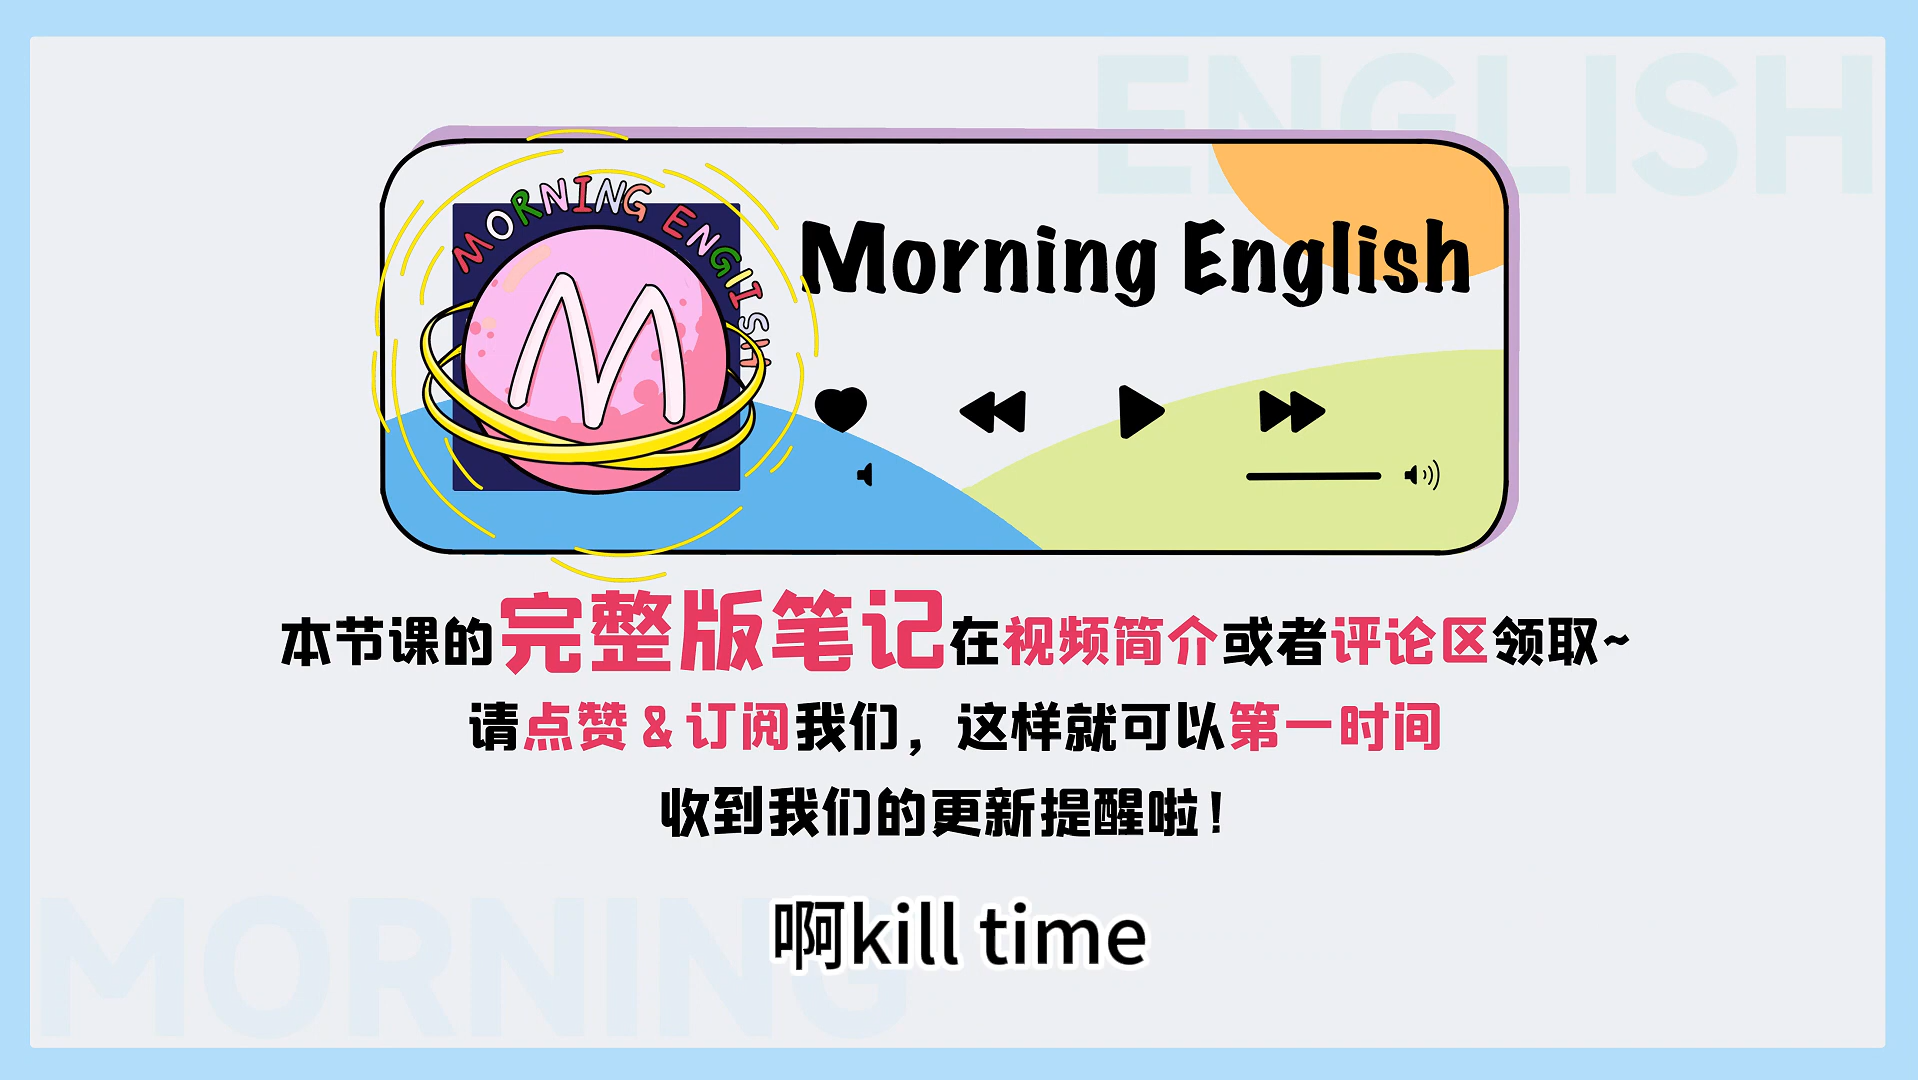 ENGLISH
MORNING ENGLISH
M
Morning English
本节课的完整版笔记在视频简介或者评论区领取~
请点赞&订阅我们，这样就可以第一时间
收到我们的更新提醒啦！
啊kill time
MORNING